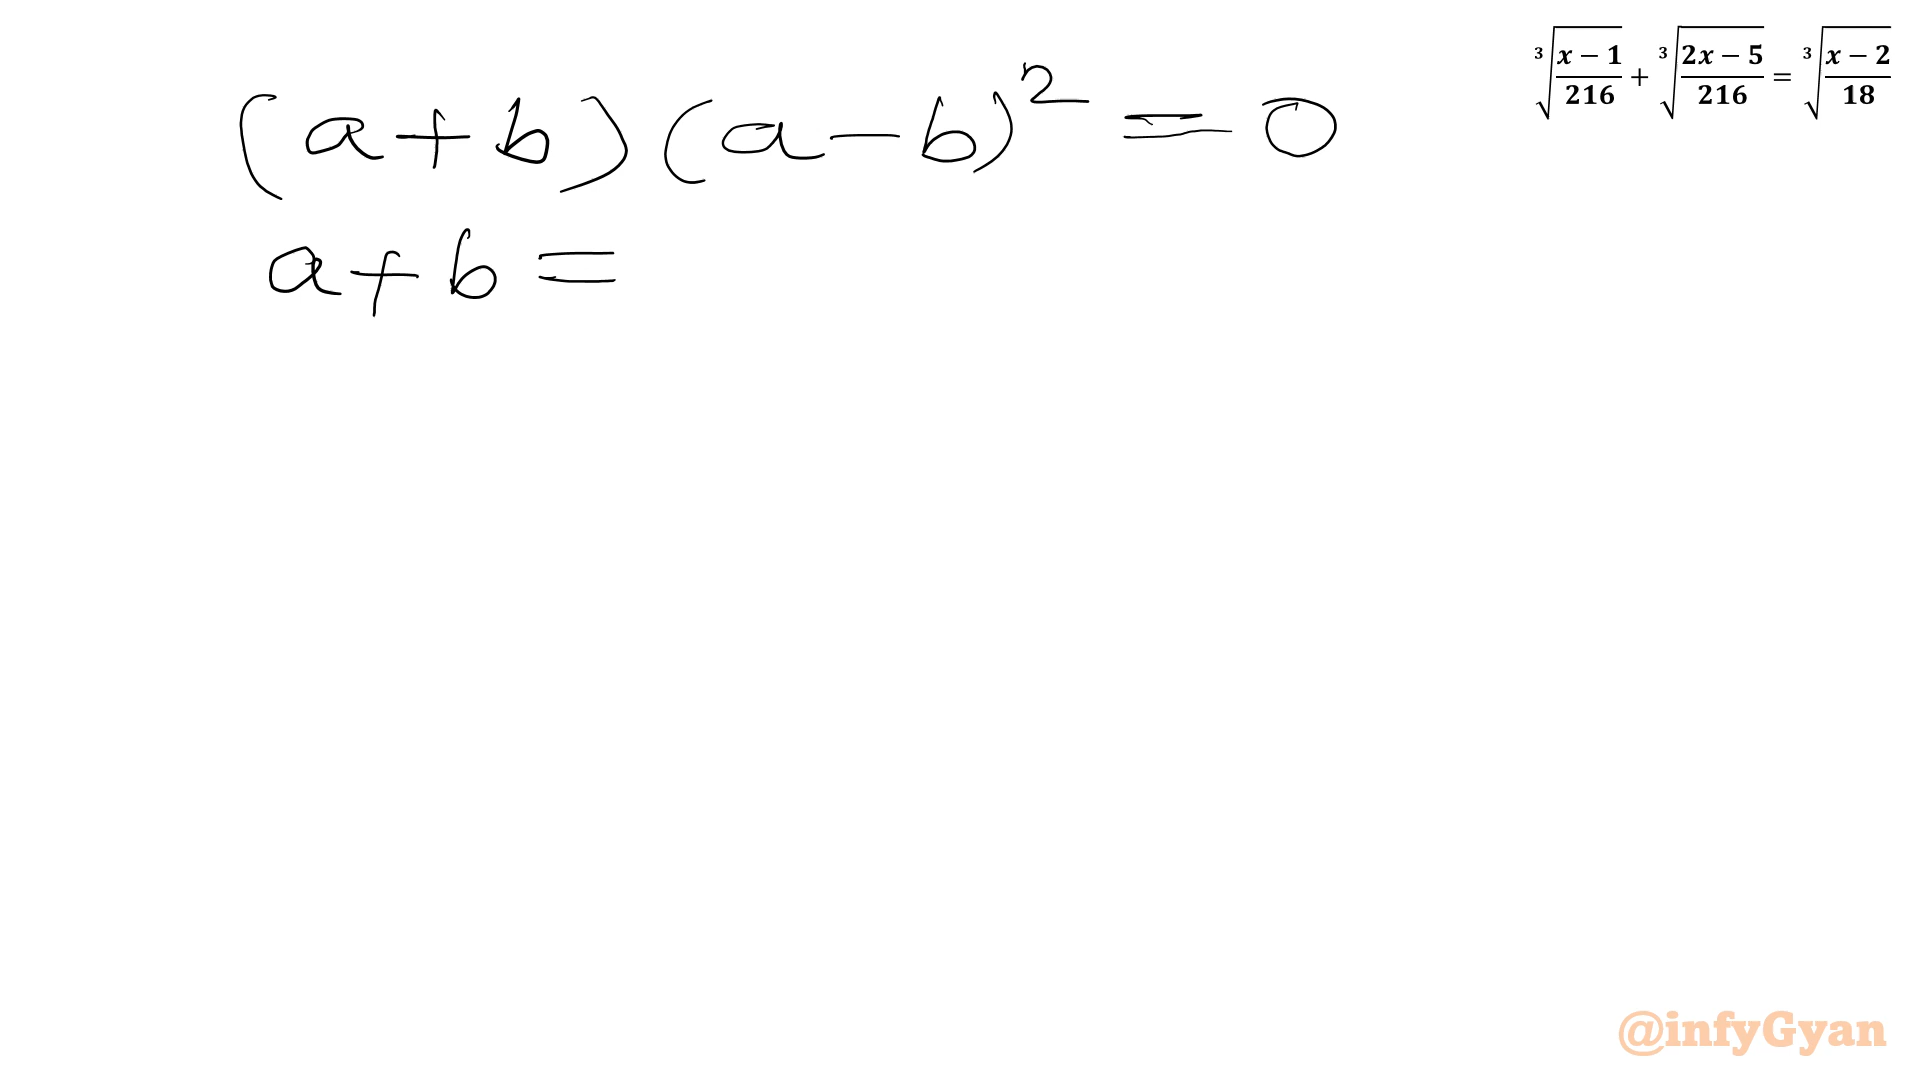 ∛((x − 1)/216) + ∛((2x − 5)/216) = ∛((x − 2)/18)
(a+b)(a−b)² = 0
a+b =
@infyGyan